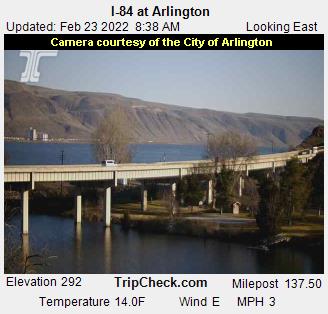 I-84 at Arlington
Updated: Feb 23 2022 8:38 AM Looking East
Camera courtesy of the City of Arlington
Elevation 292 TripCheck.com Milepost 137.50
Temperature 14.0F Wind E MPH 3